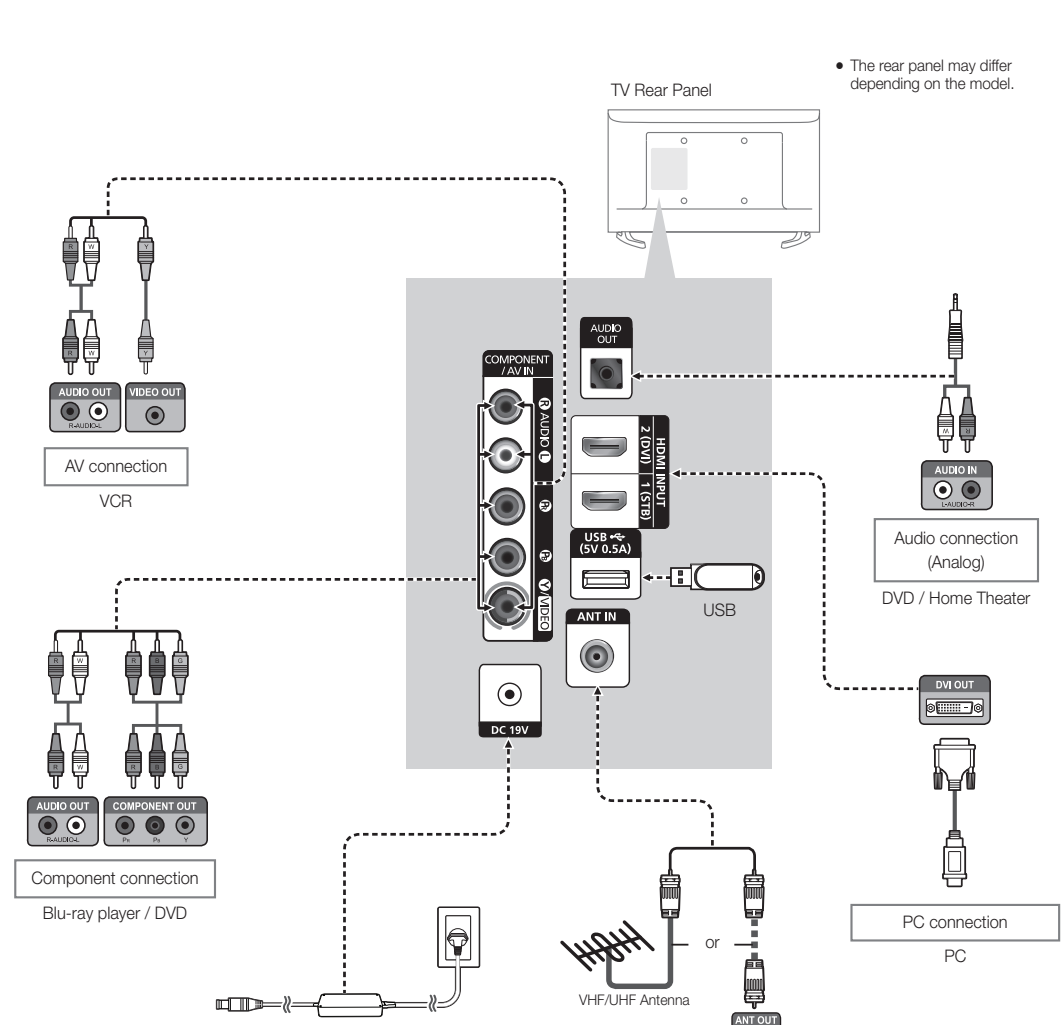 ● The rear panel may differ
depending on the model.
TV Rear Panel
R W Y
R W Y
AUDIO OUT
R-AUDIO-L
VIDEO OUT
AV connection
VCR
COMPONENT
/ AV IN
R AUDIO L
PR
PB
Y/VIDEO
AUDIO
OUT
HDMI INPUT
2 (DVI)
1 (STB)
USB
(5V 0.5A)
USB
ANT IN
DC 19V
W R
AUDIO IN
L-AUDIO-R
Audio connection
(Analog)
DVD / Home Theater
R W R B G
R W R B G
AUDIO OUT
R-AUDIO-L
COMPONENT OUT
Y
Component connection
Blu-ray player / DVD
DVI OUT
PC connection
PC
or
VHF/UHF Antenna
ANT OUT